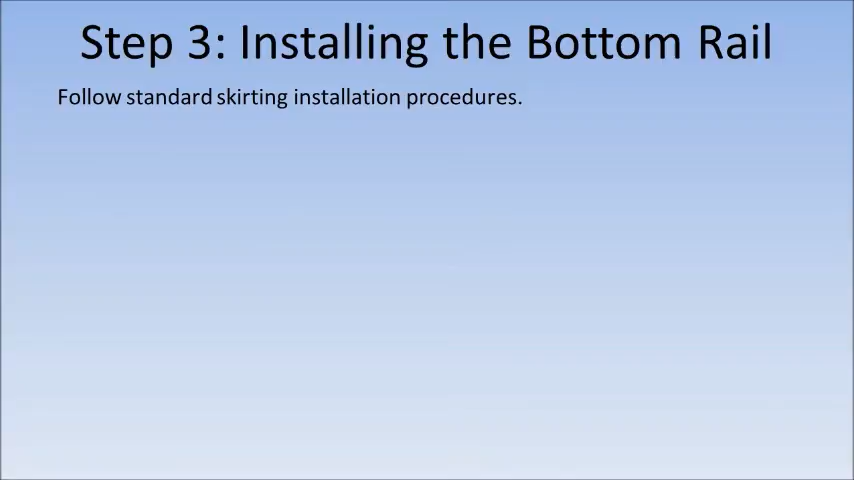 Step 3: Installing the Bottom Rail
Follow standard skirting installation procedures.